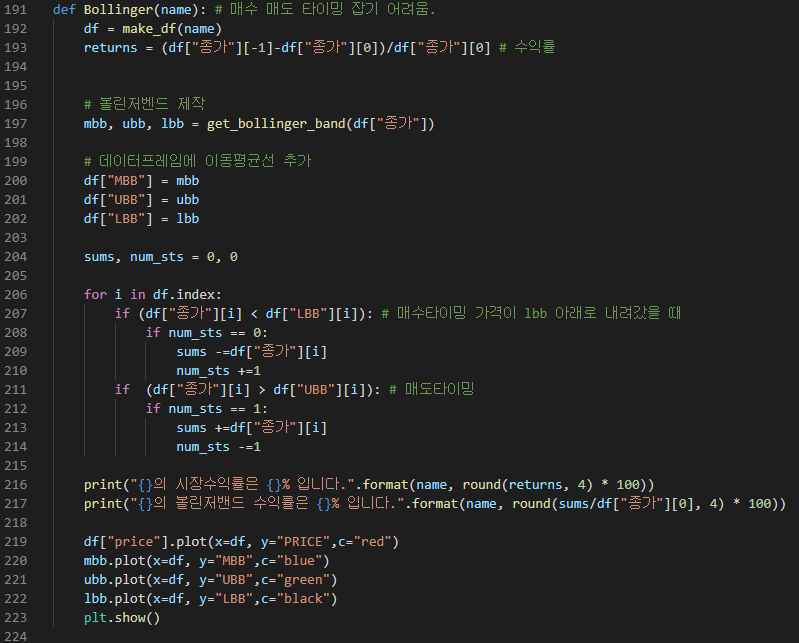 191 def Bollinger(name): # 매수 매도 타이밍 잡기 어려움.
192 df = make_df(name)
193 returns = (df["종가"][-1]-df["종가"][0])/df["종가"][0] # 수익률
194
195
196 # 볼린저밴드 제작
197 mbb, ubb, lbb = get_bollinger_band(df["종가"])
198
199 # 데이터프레임에 이동평균선 추가
200 df["MBB"] = mbb
201 df["UBB"] = ubb
202 df["LBB"] = lbb
203
204 sums, num_sts = 0, 0
205
206 for i in df.index:
207 if (df["종가"][i] < df["LBB"][i]): # 매수타이밍 가격이 lbb 아래로 내려갔을 때
208 if num_sts == 0:
209 sums -=df["종가"][i]
210 num_sts +=1
211 if  (df["종가"][i] > df["UBB"][i]): # 매도타이밍
212 if num_sts == 1:
213 sums +=df["종가"][i]
214 num_sts -=1
215
216 print("{}의 시장수익률은 {}% 입니다.".format(name, round(returns, 4) * 100))
217 print("{}의 볼린저밴드 수익률은 {}% 입니다.".format(name, round(sums/df["종가"][0], 4) * 100))
218
219 df["price"].plot(x=df, y="PRICE",c="red")
220 mbb.plot(x=df, y="MBB",c="blue")
221 ubb.plot(x=df, y="UBB",c="green")
222 lbb.plot(x=df, y="LBB",c="black")
223 plt.show()
224